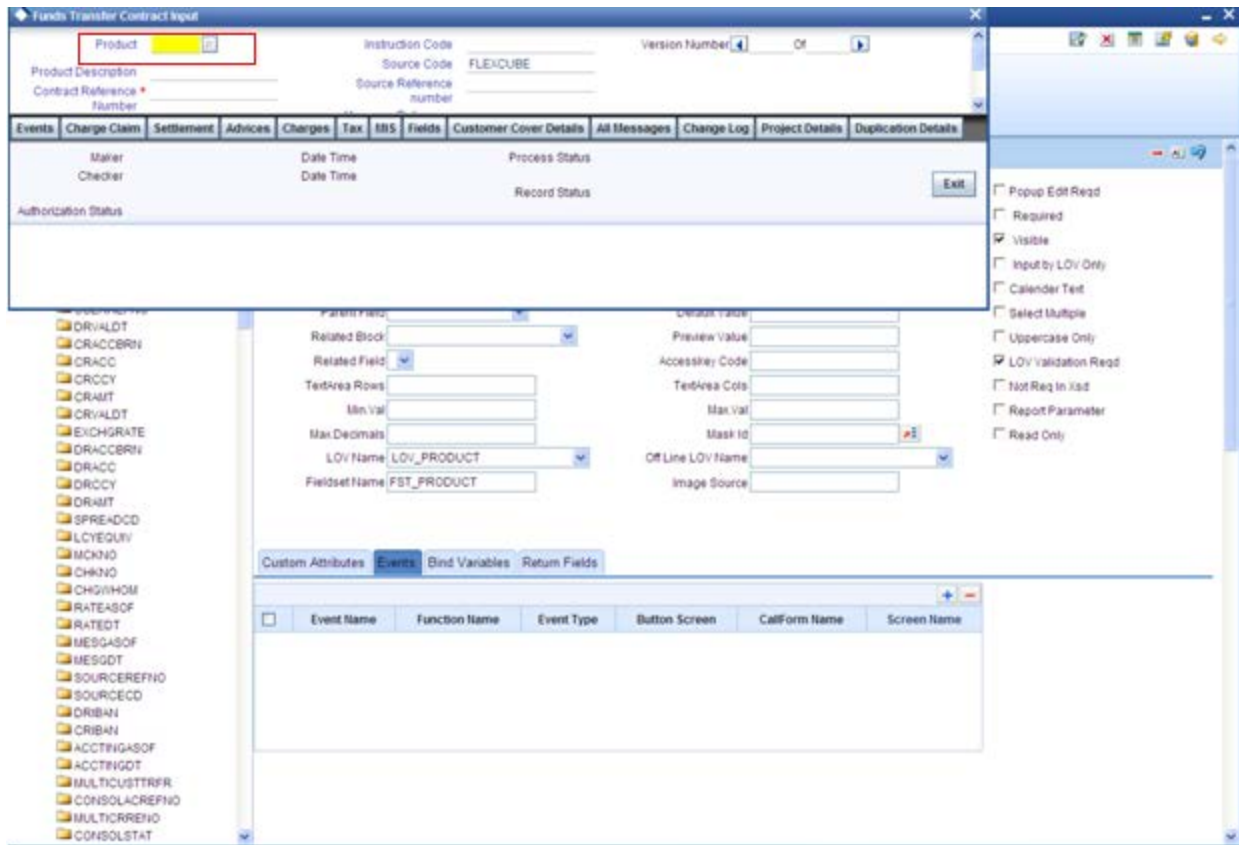 Funds Transfer Contract Input
Product Instruction Code Version Number Of
Product Description Source Code FLEXCUBE
Contract Reference * Source Reference
Number number
Events Charge Claim Settlement Advices Charges Tax MIS Fields Customer Cover Details All Messages Change Log Project Details Duplication Details
Maker Date Time Process Status
Checker Date Time
Record Status Exit
Authorization Status
Popup Edit Reqd
Required
Visible
Input by LOV Only
Calender Text
Select Multiple
Uppercase Only
LOV Validation Reqd
Not Req In Xsd
Report Parameter
Read Only
Parent Field Default Value
Related Block Preview Value
Related Field Accesskey Code
TextArea Rows TextArea Cols
Min.Val Max.Val
Max.Decimals Mask Id
LOV Name LOV_PRODUCT Off Line LOV Name
Fieldset Name FST_PRODUCT Image Source
DRVALDT
CRACCBRN
CRACC
CRCCY
CRAMT
CRVALDT
EXCHGRATE
DRACCBRN
DRACC
DRCCY
DRAMT
SPREADCD
LCYEQUIV
MCKNO
CHKNO
CHGWHOM
RATEASOF
RATEDT
MESGASOF
MESGDT
SOURCEREFNO
SOURCECD
DRIBAN
CRIBAN
ACCTINGASOF
ACCTINGDT
MULTICUSTTRFR
CONSOLACREFNO
MULTICRRENO
CONSOLSTAT
Custom Attributes Events Bind Variables Return Fields
Event Name Function Name Event Type Button Screen CallForm Name Screen Name